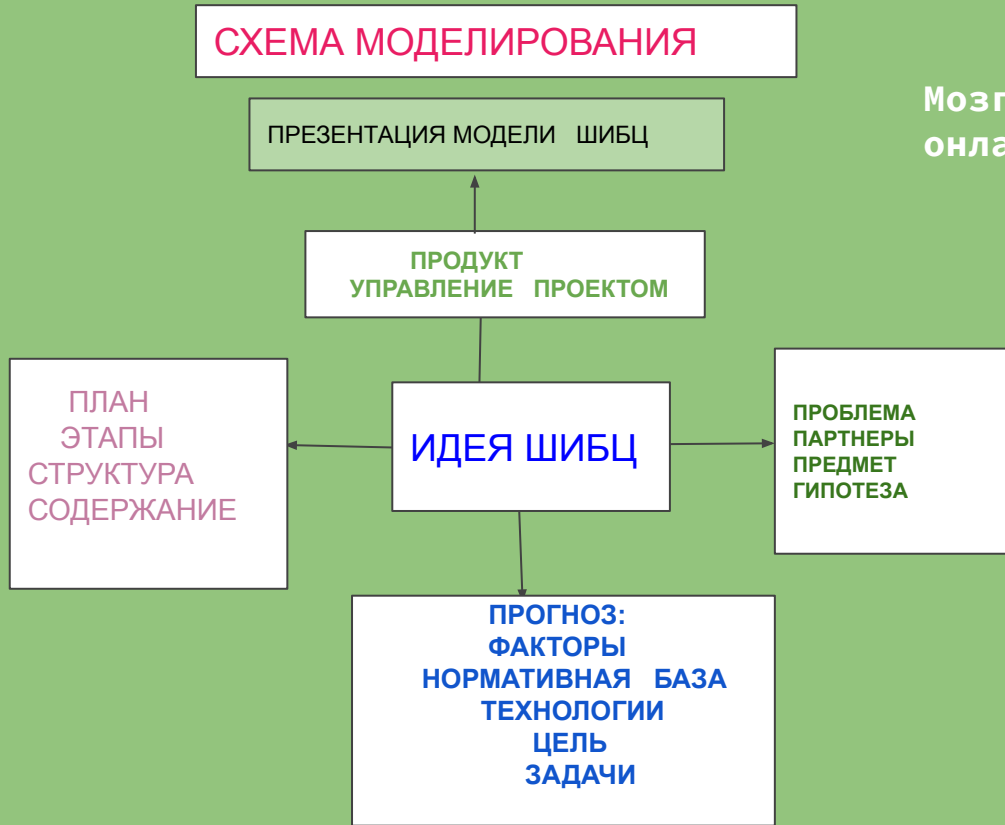 СХЕМА МОДЕЛИРОВАНИЯ
ПРЕЗЕНТАЦИЯ МОДЕЛИ ШИБЦ
ПРОДУКТ
УПРАВЛЕНИЕ ПРОЕКТОМ
ПЛАН
ЭТАПЫ
СТРУКТУРА
СОДЕРЖАНИЕ
ИДЕЯ ШИБЦ
ПРОБЛЕМА
ПАРТНЕРЫ
ПРЕДМЕТ
ГИПОТЕЗА
ПРОГНОЗ:
ФАКТОРЫ
НОРМАТИВНАЯ БАЗА
ТЕХНОЛОГИИ
ЦЕЛЬ
ЗАДАЧИ